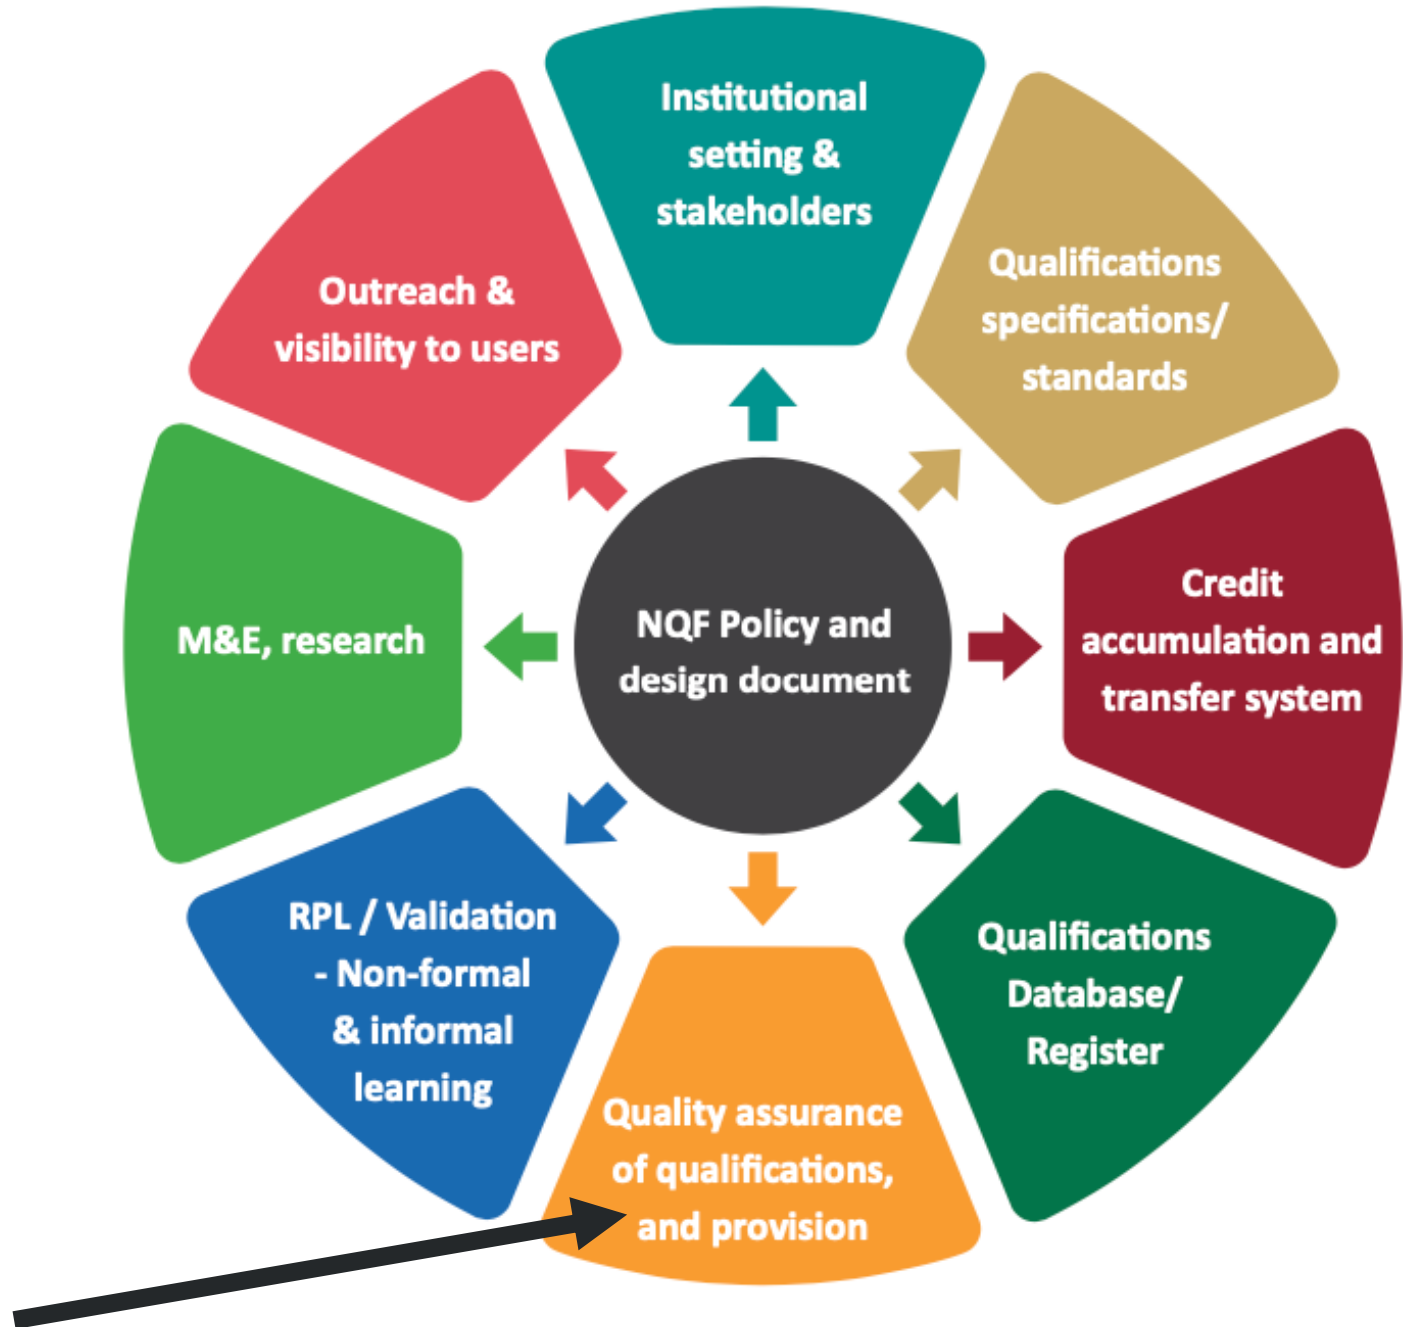 Institutional
setting &
stakeholders
Qualifications
specifications/
standards
Credit
accumulation and
transfer system
Qualifications
Database/
Register
Quality assurance
of qualifications,
and provision
RPL / Validation
- Non-formal
& informal
learning
M&E, research
Outreach &
visibility to users
NQF Policy and
design document